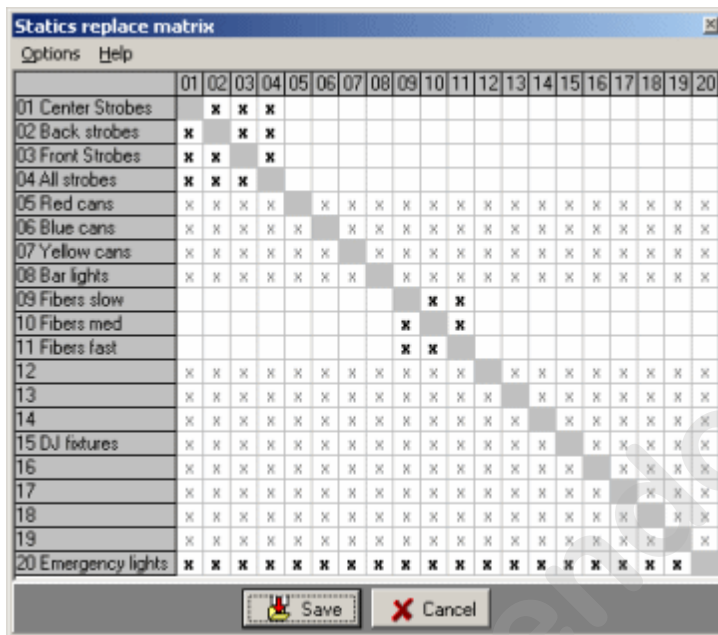 Statics replace matrix
Options Help
01 02 03 04 05 06 07 08 09 10 11 12 13 14 15 16 17 18 19 20
01 Center Strobes x x x
02 Back strobes x x x
03 Front Strobes x x x
04 All strobes x x x
05 Red cans x x x x x x x x x x x x x x x x x x x
06 Blue cans x x x x x x x x x x x x x x x x x x x
07 Yellow cans x x x x x x x x x x x x x x x x x x x
08 Bar lights x x x x x x x x x x x x x x x x x x x
09 Fibers slow x x
10 Fibers med x x
11 Fibers fast x x
12 x x x x x x x x x x x x x x x x x x x
13 x x x x x x x x x x x x x x x x x x x
14 x x x x x x x x x x x x x x x x x x x
15 DJ fixtures x x x x x x x x x x x x x x x x x x x
16 x x x x x x x x x x x x x x x x x x x
17 x x x x x x x x x x x x x x x x x x x
18 x x x x x x x x x x x x x x x x x x x
19 x x x x x x x x x x x x x x x x x x x
20 Emergency lights x x x x x x x x x x x x x x x x x x x
Save Cancel